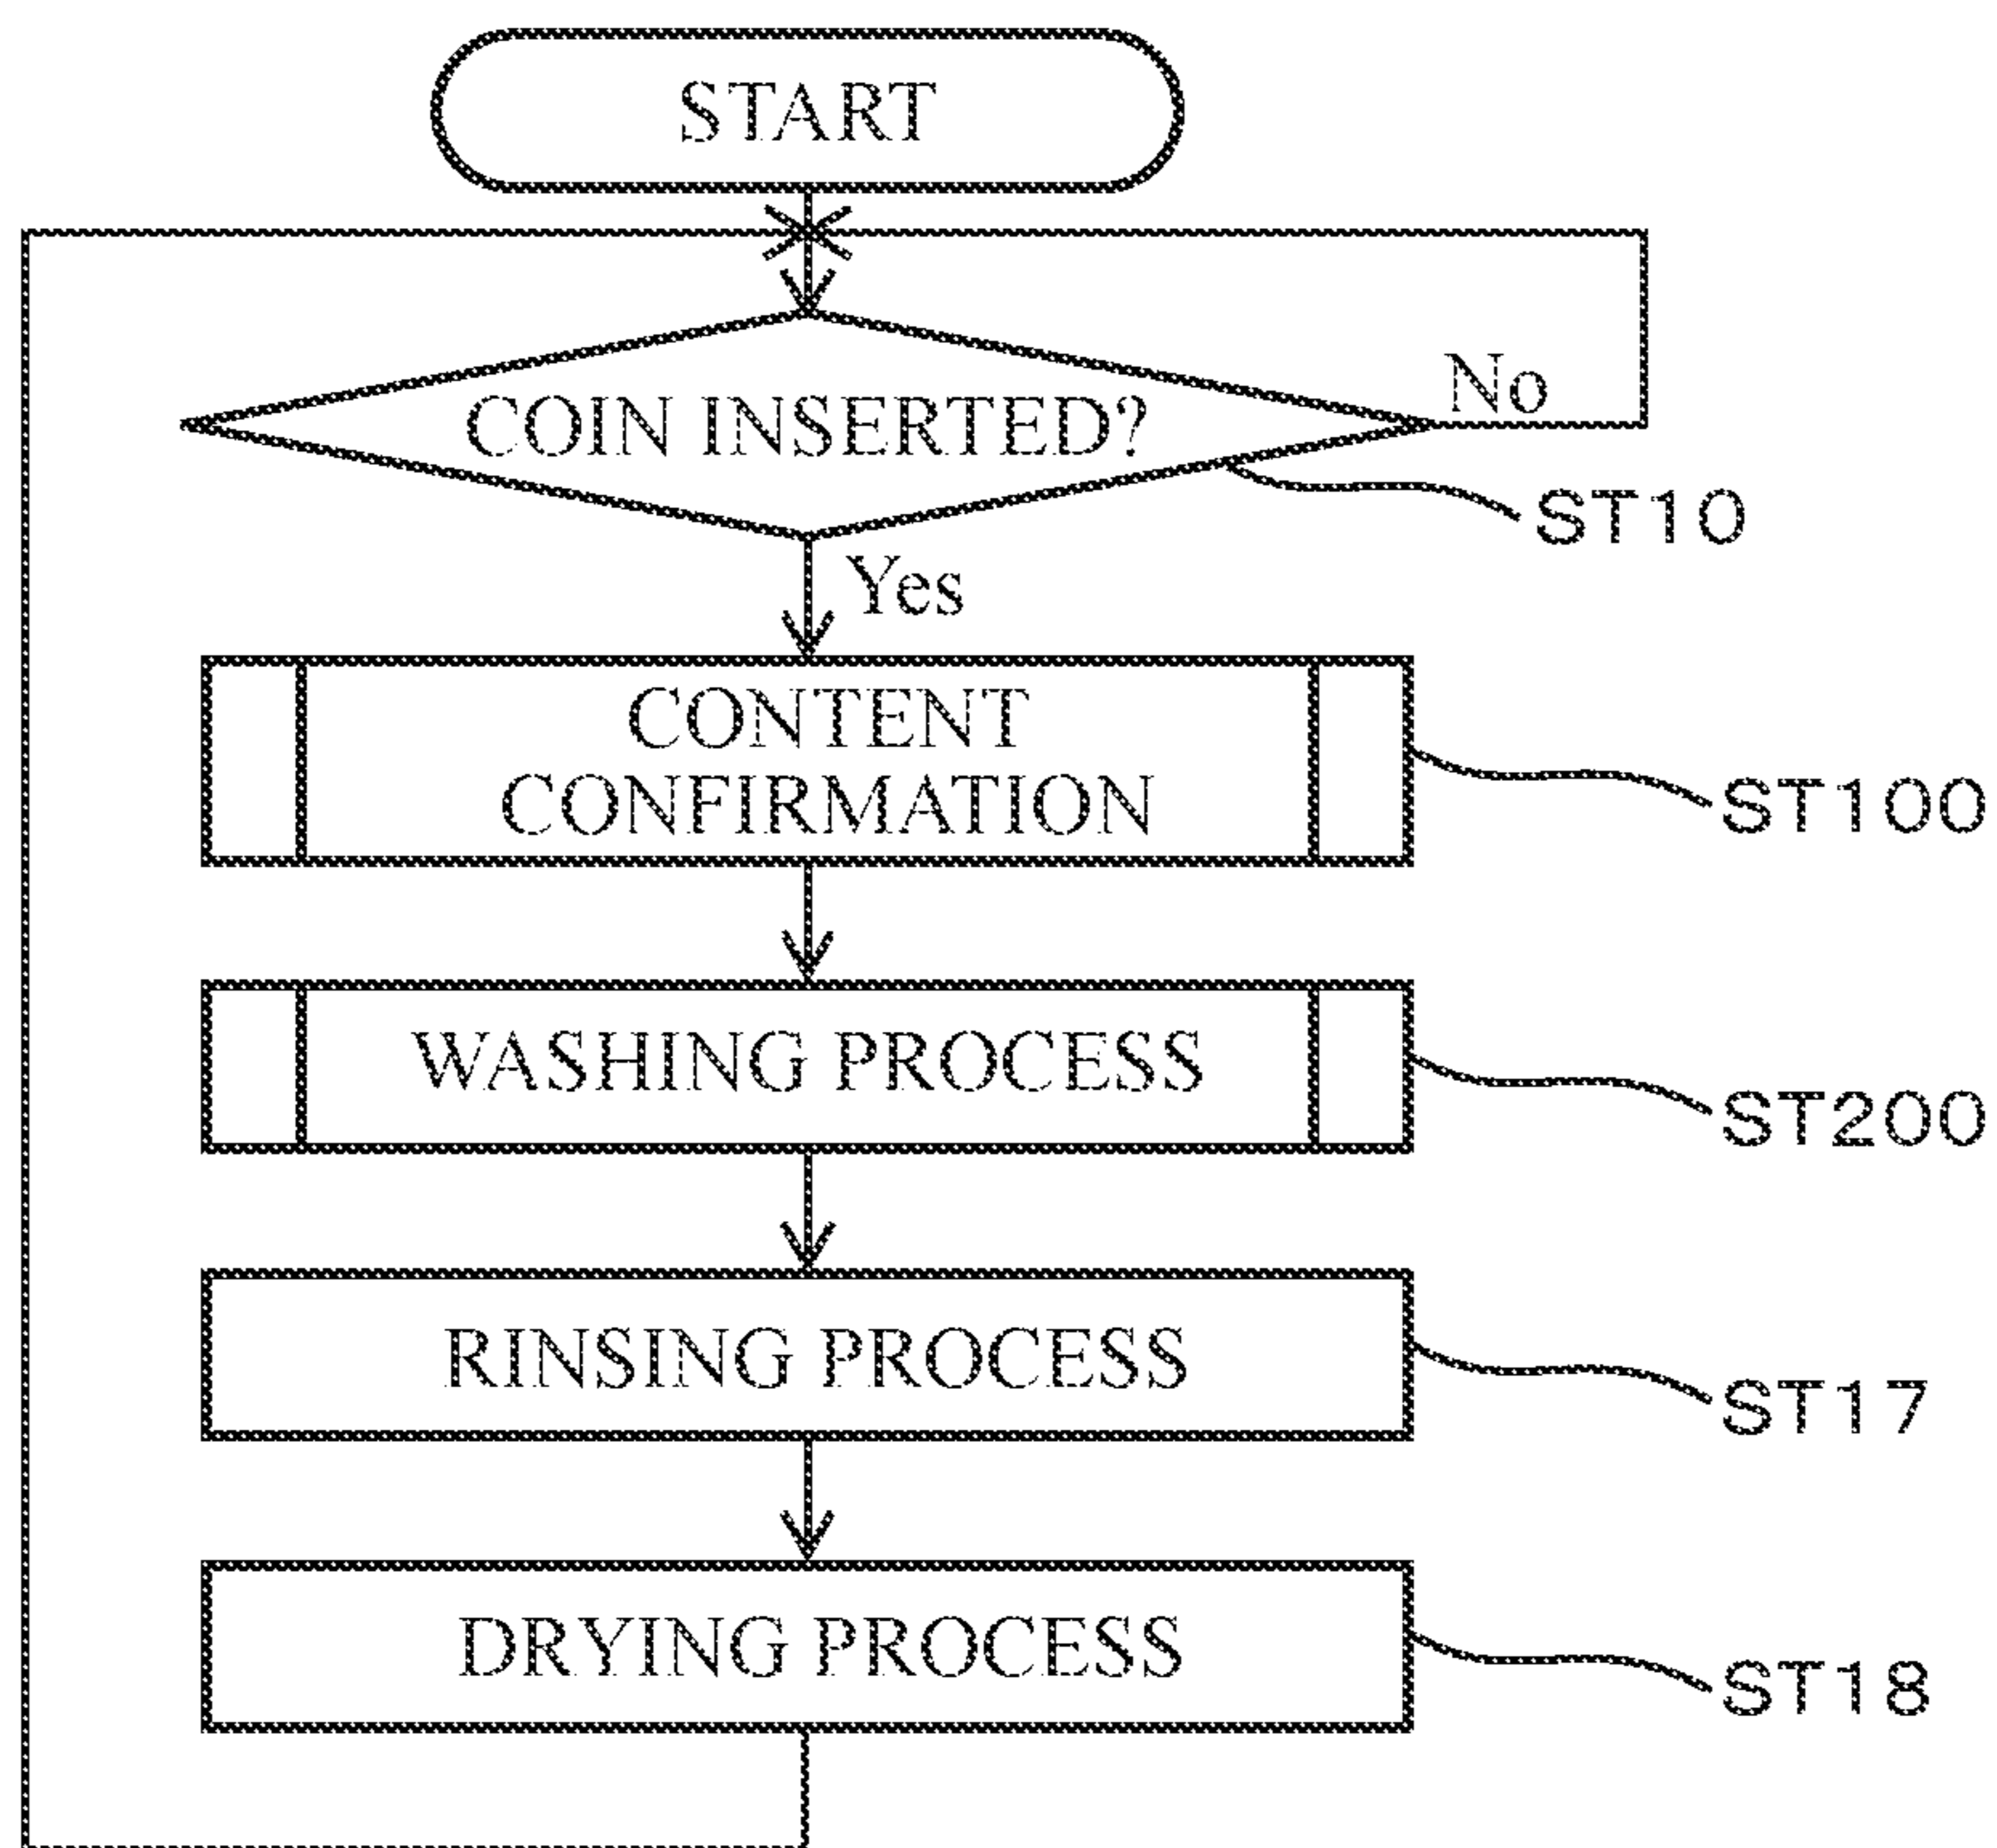 START
COIN INSERTED?
No
ST10
Yes
CONTENT
CONFIRMATION
ST100
WASHING PROCESS
ST200
RINSING PROCESS
ST17
DRYING PROCESS
ST18